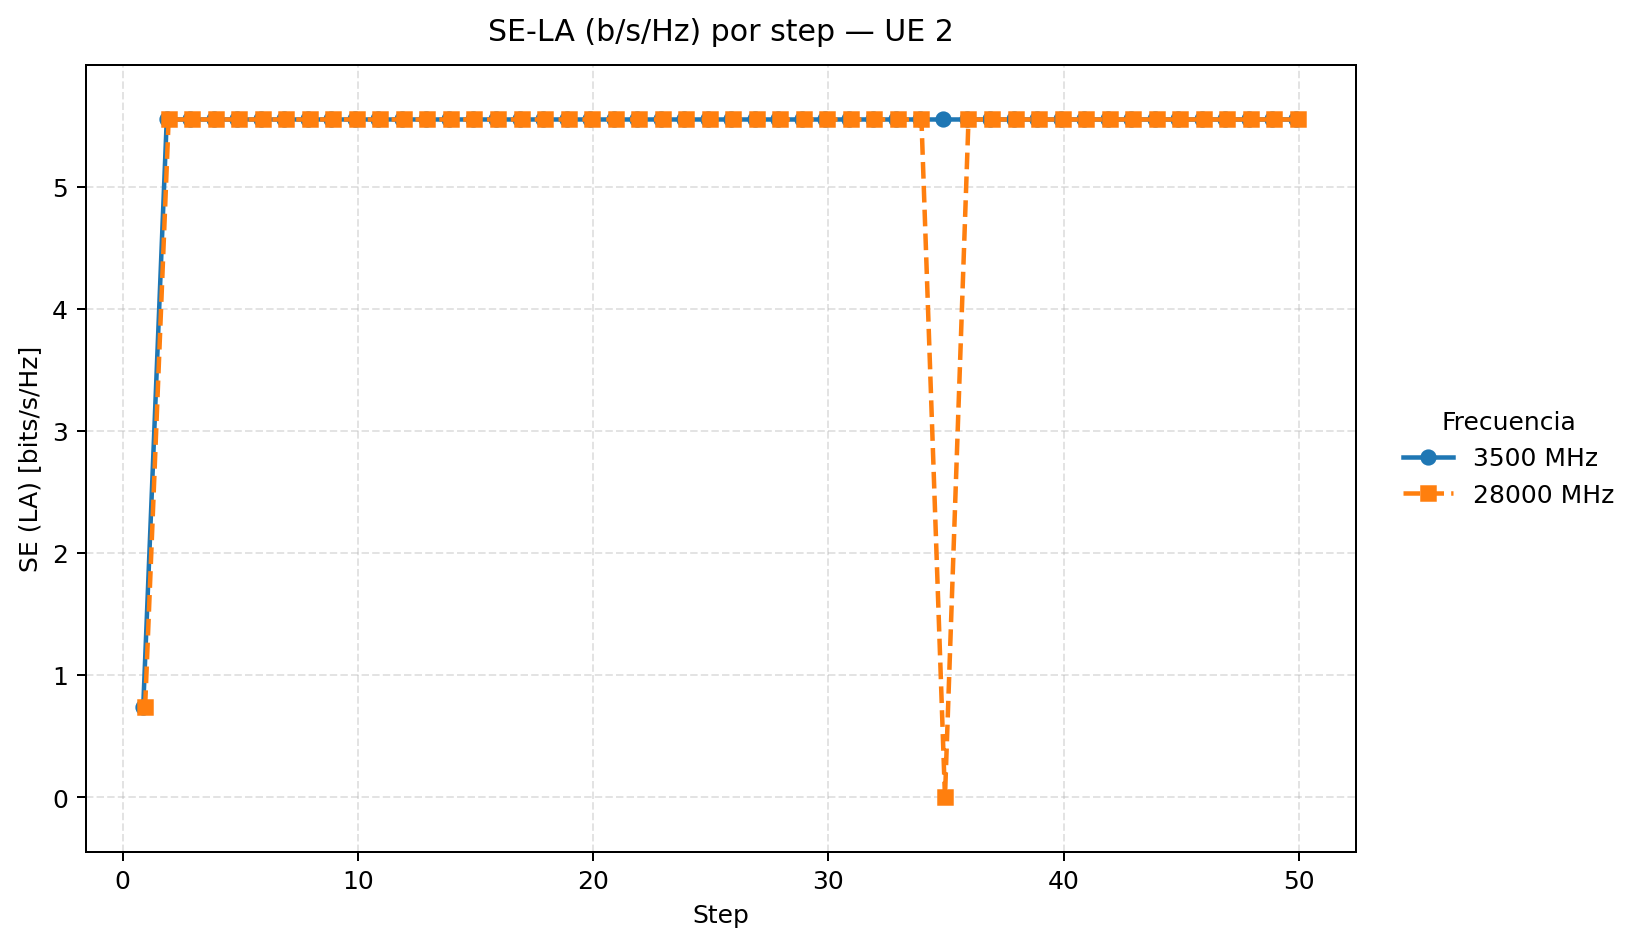 SE-LA (b/s/Hz) por step — UE 2
SE (LA) [bits/s/Hz]
5
4
3
2
1
0
0 10 20 30 40 50
Step
Frecuencia
3500 MHz
28000 MHz